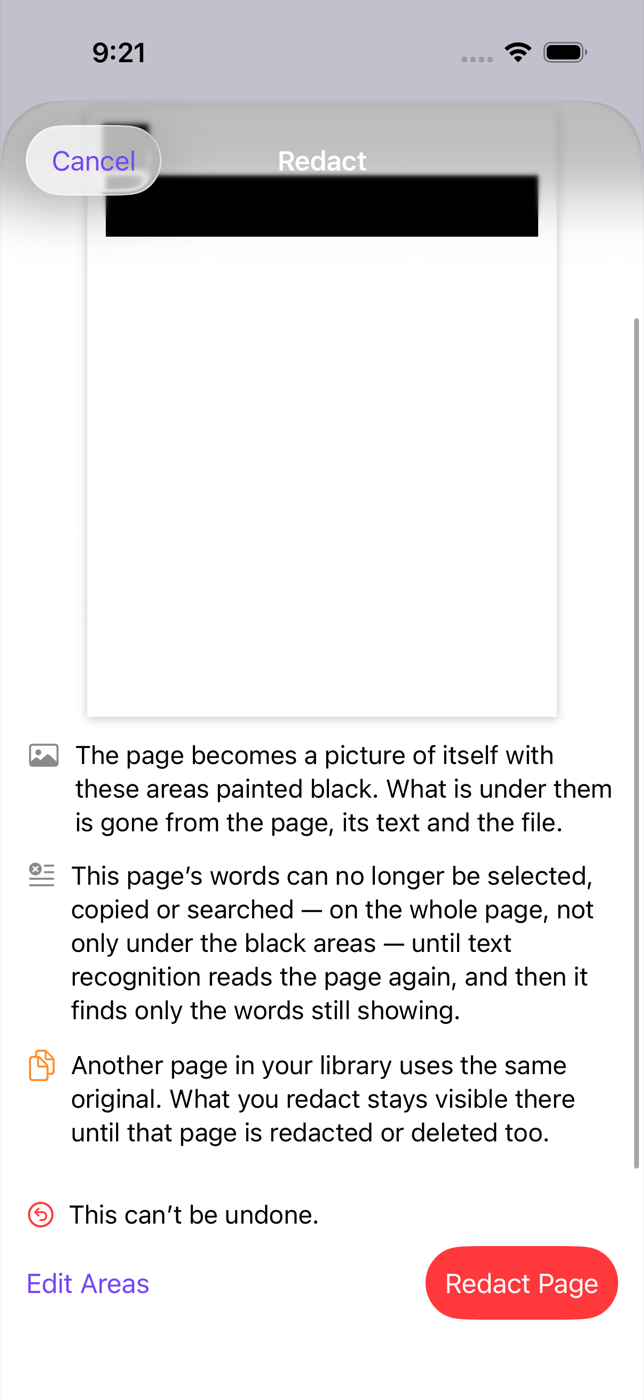 9:21
Cancel
Redact
The page becomes a picture of itself with
these areas painted black. What is under them
is gone from the page, its text and the file.
This page’s words can no longer be selected,
copied or searched — on the whole page, not
only under the black areas — until text
recognition reads the page again, and then it
finds only the words still showing.
Another page in your library uses the same
original. What you redact stays visible there
until that page is redacted or deleted too.
This can’t be undone.
Edit Areas
Redact Page